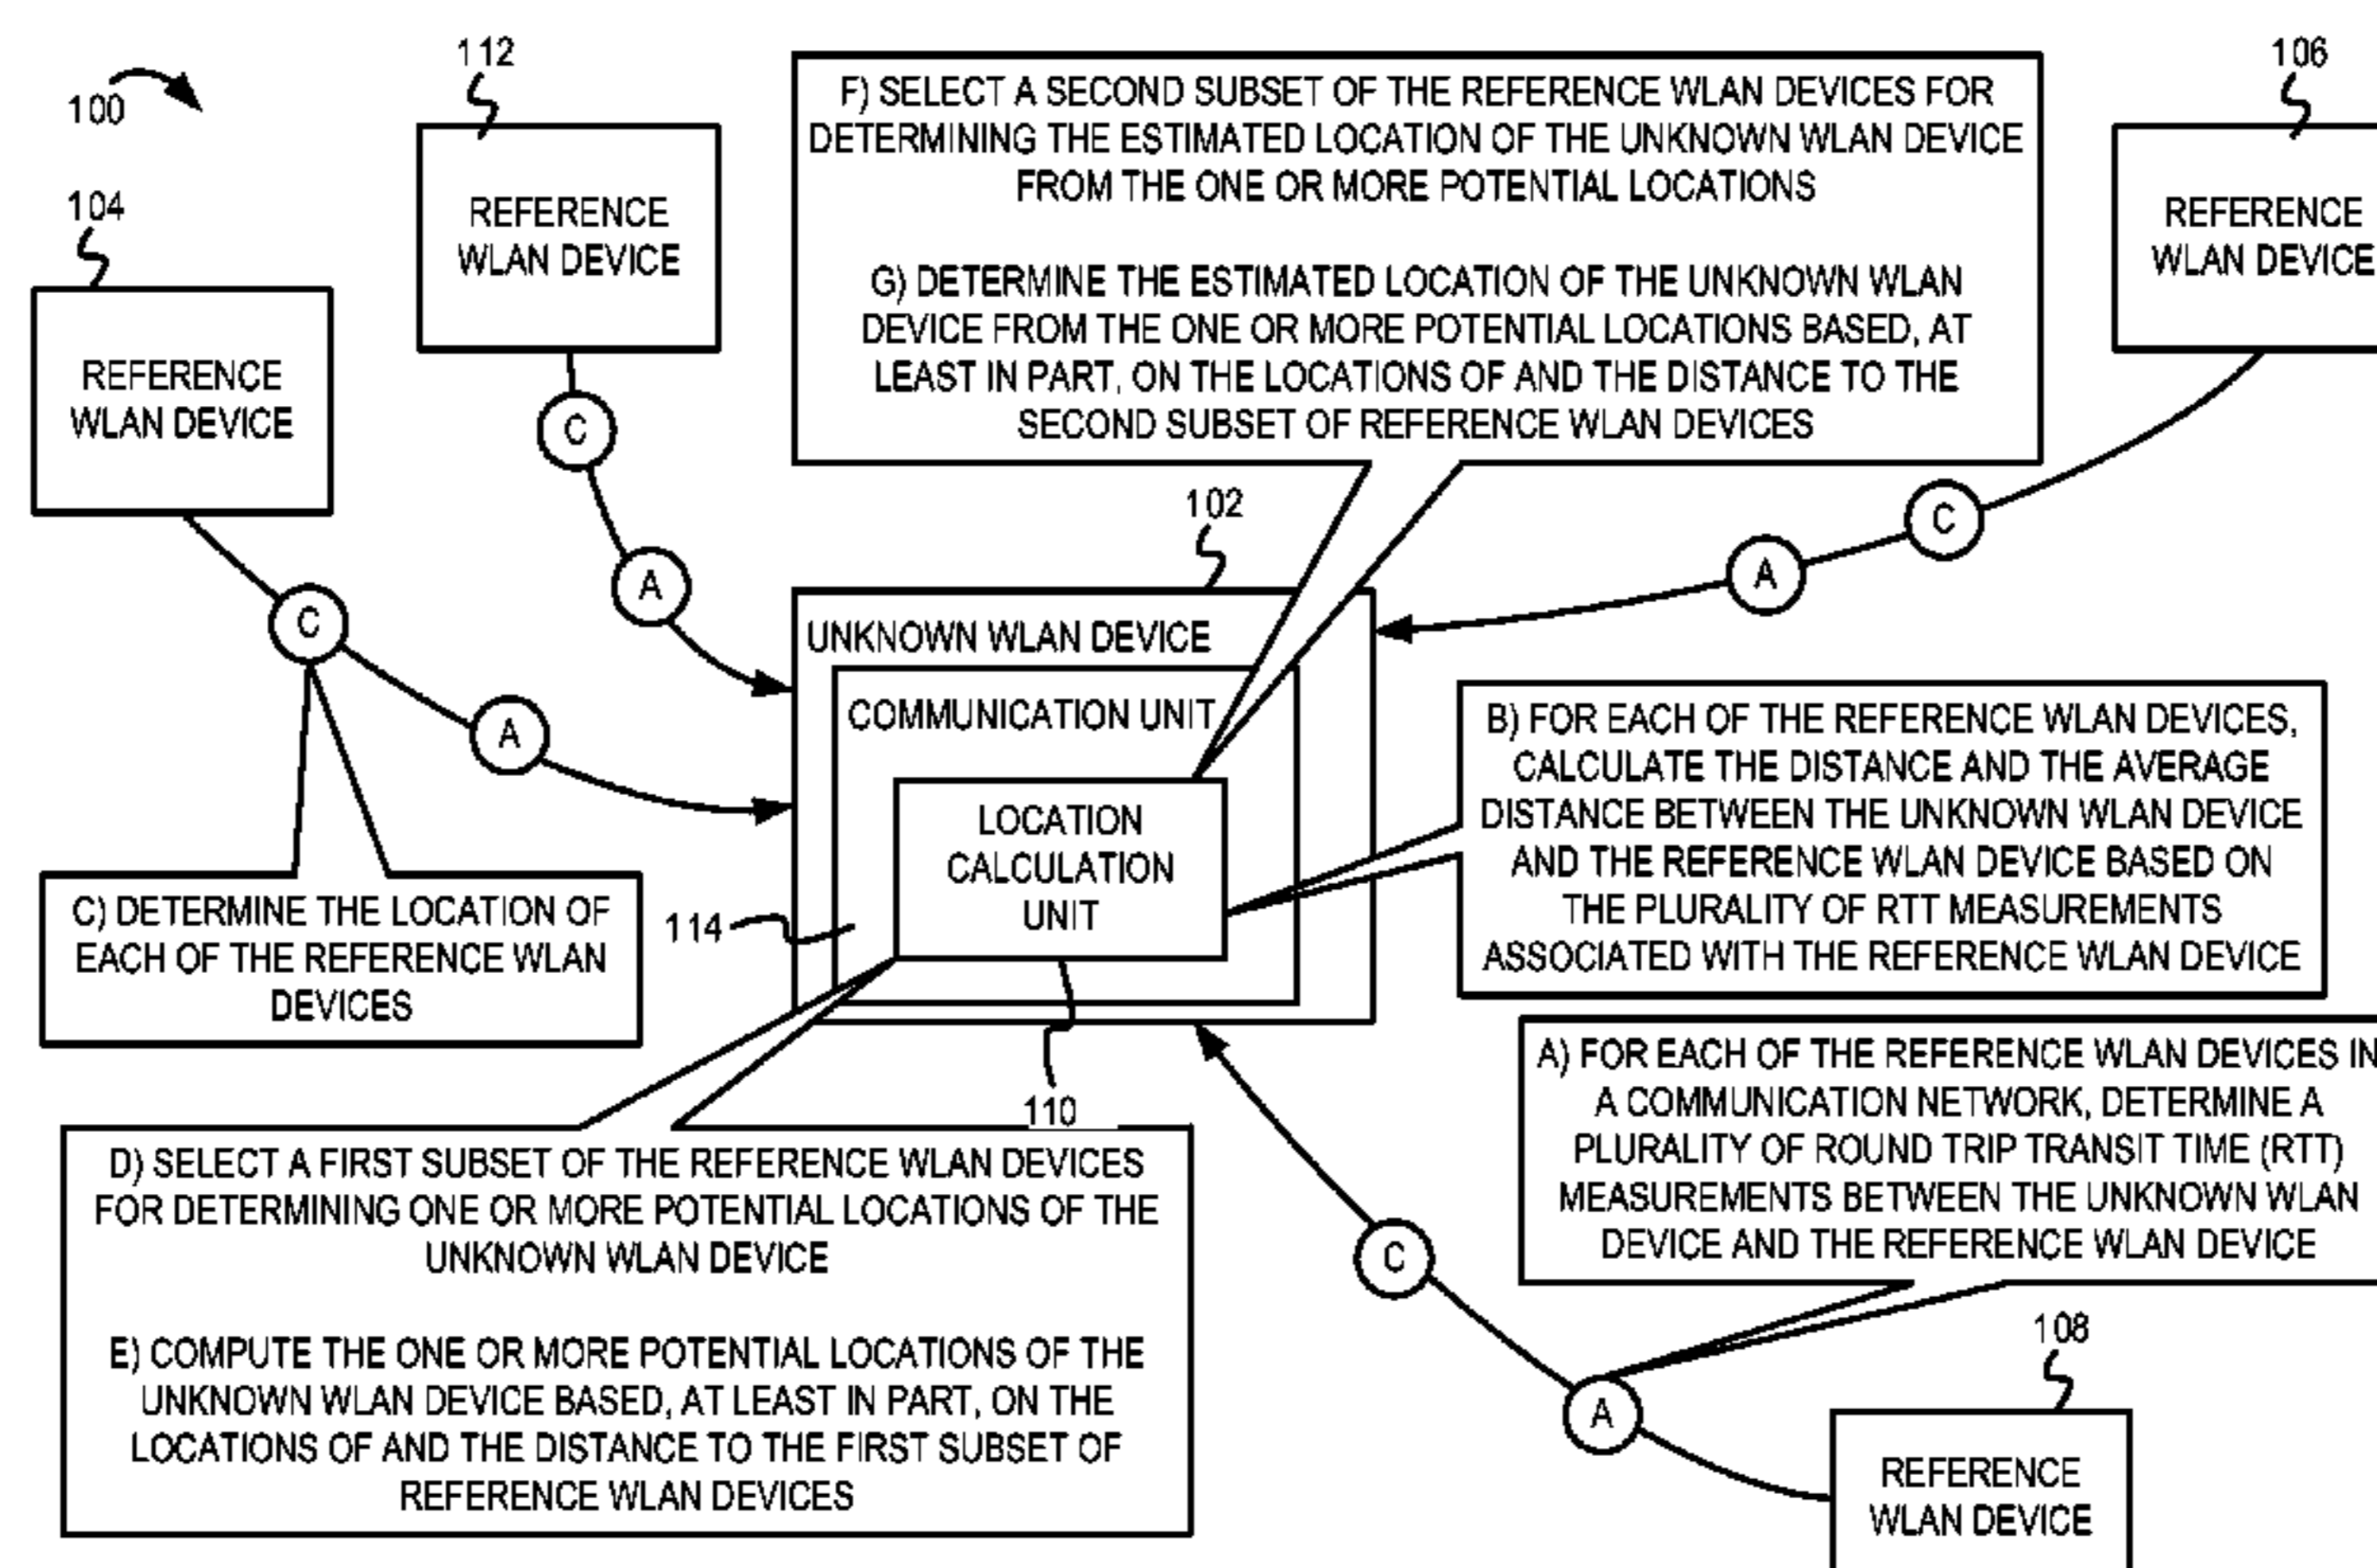 100
112
106
104
REFERENCE
WLAN DEVICE
REFERENCE
WLAN DEVICE
REFERENCE
WLAN DEVICE
F) SELECT A SECOND SUBSET OF THE REFERENCE WLAN DEVICES FOR
DETERMINING THE ESTIMATED LOCATION OF THE UNKNOWN WLAN DEVICE
FROM THE ONE OR MORE POTENTIAL LOCATIONS
G) DETERMINE THE ESTIMATED LOCATION OF THE UNKNOWN WLAN
DEVICE FROM THE ONE OR MORE POTENTIAL LOCATIONS BASED, AT
LEAST IN PART, ON THE LOCATIONS OF AND THE DISTANCE TO THE
SECOND SUBSET OF REFERENCE WLAN DEVICES
C
A
C
A
C
A
102
UNKNOWN WLAN DEVICE
COMMUNICATION UNIT
LOCATION
CALCULATION
UNIT
114
110
B) FOR EACH OF THE REFERENCE WLAN DEVICES,
CALCULATE THE DISTANCE AND THE AVERAGE
DISTANCE BETWEEN THE UNKNOWN WLAN DEVICE
AND THE REFERENCE WLAN DEVICE BASED ON
THE PLURALITY OF RTT MEASUREMENTS
ASSOCIATED WITH THE REFERENCE WLAN DEVICE
C) DETERMINE THE LOCATION OF
EACH OF THE REFERENCE WLAN
DEVICES
A) FOR EACH OF THE REFERENCE WLAN DEVICES IN
A COMMUNICATION NETWORK, DETERMINE A
PLURALITY OF ROUND TRIP TRANSIT TIME (RTT)
MEASUREMENTS BETWEEN THE UNKNOWN WLAN
DEVICE AND THE REFERENCE WLAN DEVICE
D) SELECT A FIRST SUBSET OF THE REFERENCE WLAN DEVICES
FOR DETERMINING ONE OR MORE POTENTIAL LOCATIONS OF THE
UNKNOWN WLAN DEVICE
E) COMPUTE THE ONE OR MORE POTENTIAL LOCATIONS OF THE
UNKNOWN WLAN DEVICE BASED, AT LEAST IN PART, ON THE
LOCATIONS OF AND THE DISTANCE TO THE FIRST SUBSET OF
REFERENCE WLAN DEVICES
C
A
108
REFERENCE
WLAN DEVICE